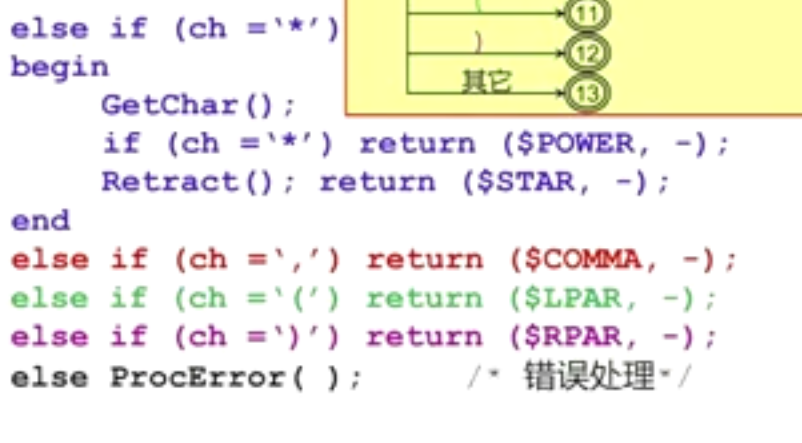 else if (ch =‵*′)
begin
GetChar();
if (ch =‵*′) return ($POWER, -);
Retract(); return ($STAR, -);
end
else if (ch =‵,′) return ($COMMA, -);
else if (ch =‵(′) return ($LPAR, -);
else if (ch =‵)′) return ($RPAR, -);
else ProcError( ); /* 错误处理*/
( 11
) 12
其它 13